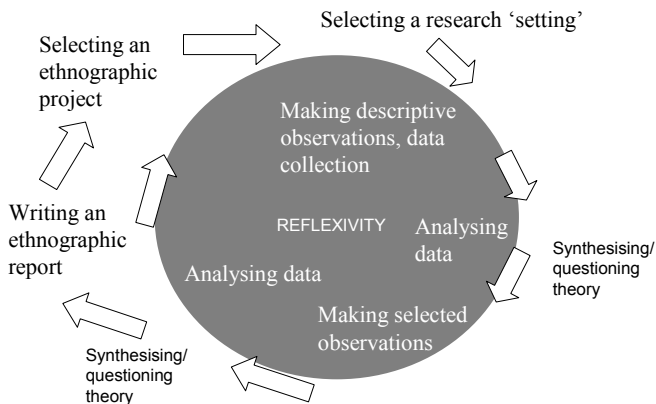 Selecting a research ‘setting’
Selecting an
ethnographic
project
Making descriptive
observations, data
collection
Writing an
ethnographic
report
REFLEXIVITY
Analysing
data
Synthesising/
questioning
theory
Analysing data
Making selected
observations
Synthesising/
questioning
theory